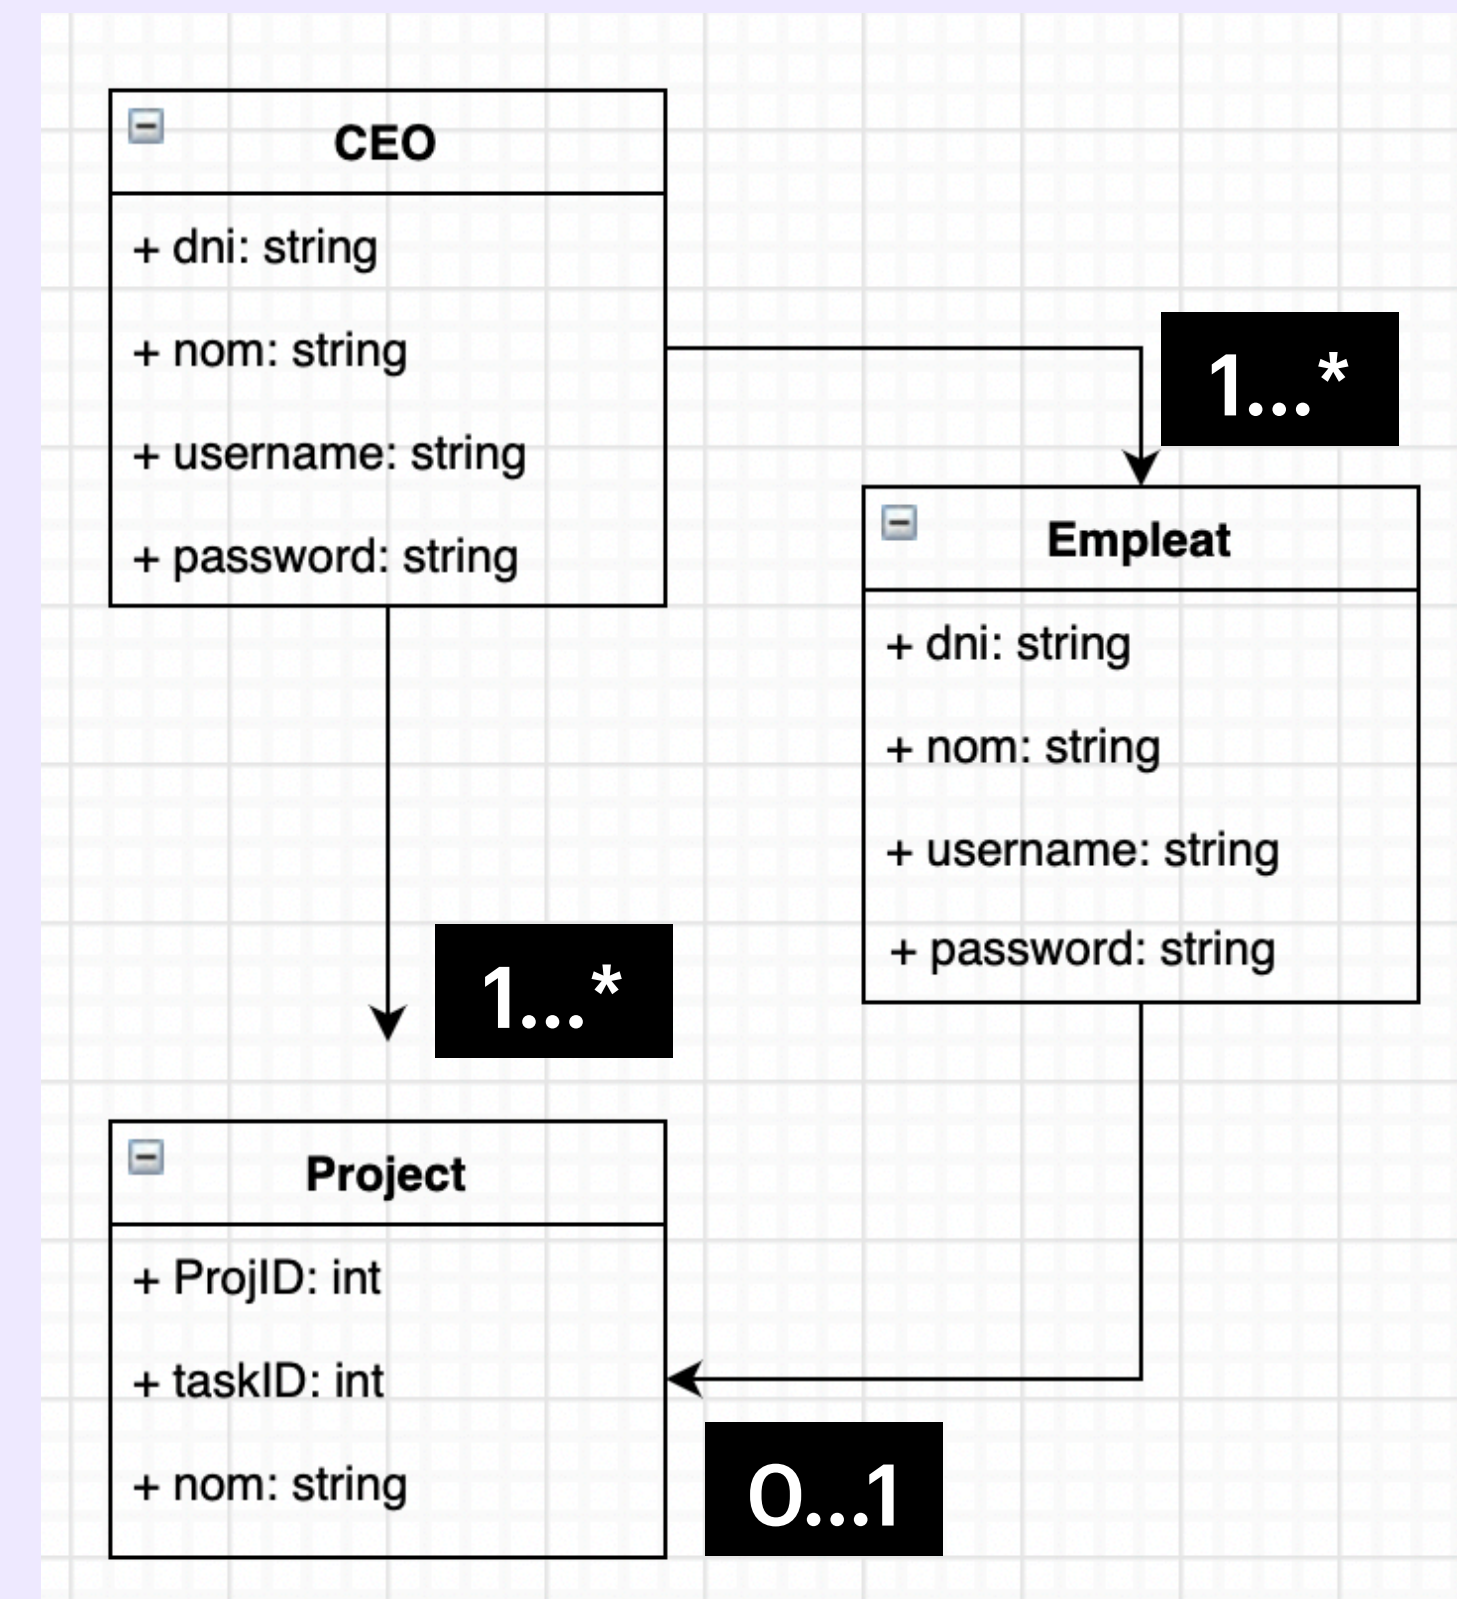 CEO
+ dni: string
+ nom: string
+ username: string
+ password: string
1...*
Empleat
+ dni: string
+ nom: string
+ username: string
+ password: string
1...*
Project
+ ProjID: int
+ taskID: int
+ nom: string
0...1